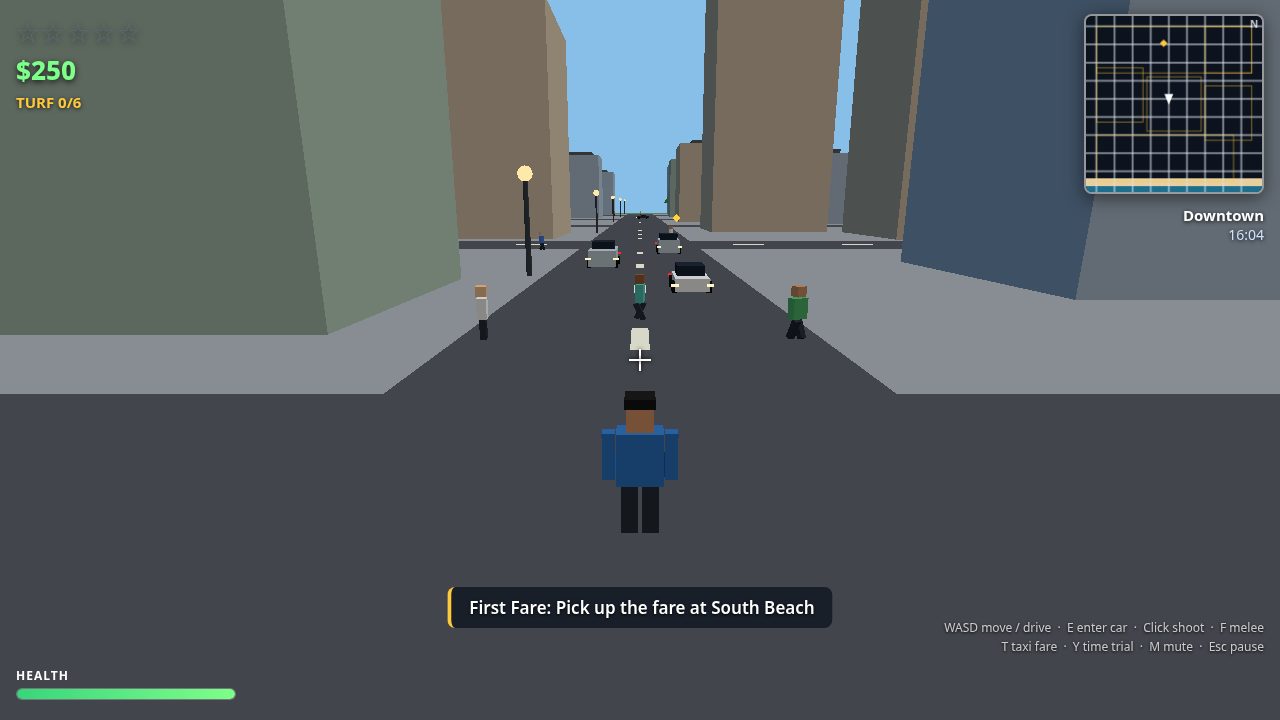 $250
TURF 0/6
N
Downtown
16:04
First Fare: Pick up the fare at South Beach
WASD move / drive · E enter car · Click shoot · F melee
T taxi fare · Y time trial · M mute · Esc pause
HEALTH